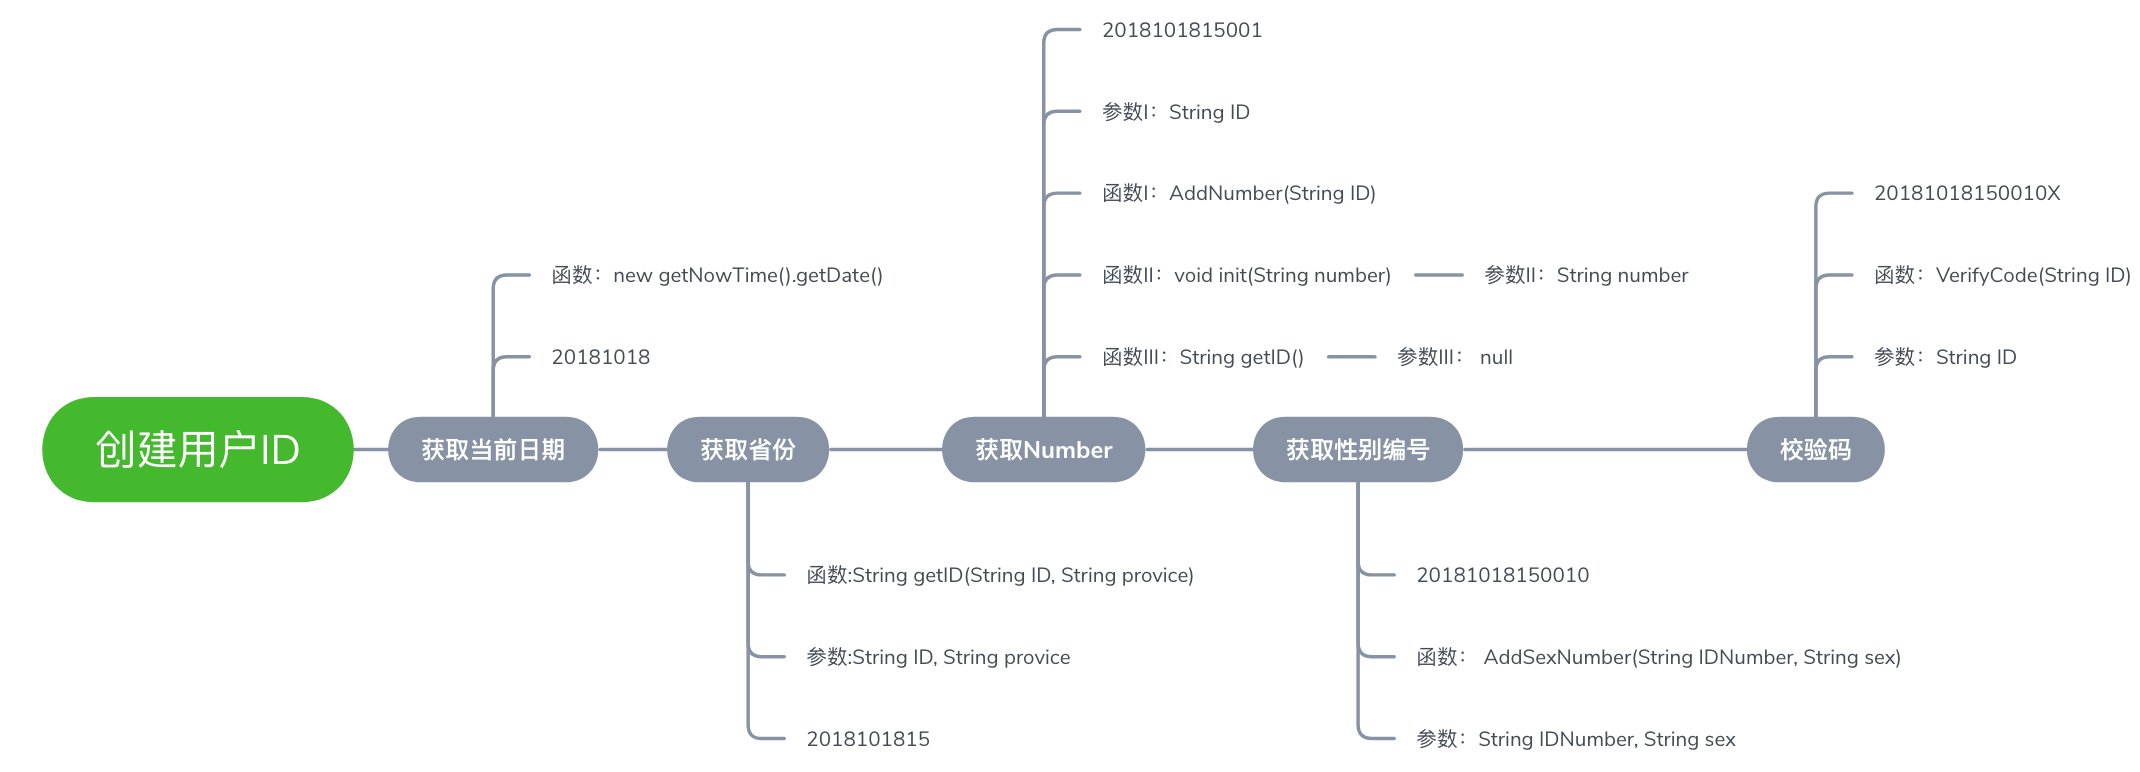 创建用户ID
获取当前日期
函数：new getNowTime().getDate()
20181018
获取省份
函数:String getID(String ID, String provice)
参数:String ID, String provice
2018101815
获取Number
2018101815001
参数I：String ID
函数I：AddNumber(String ID)
函数II：void init(String number)
参数II：String number
函数III：String getID()
参数III： null
获取性别编号
20181018150010
函数： AddSexNumber(String IDNumber, String sex)
参数：String IDNumber, String sex
校验码
20181018150010X
函数：VerifyCode(String ID)
参数：String ID